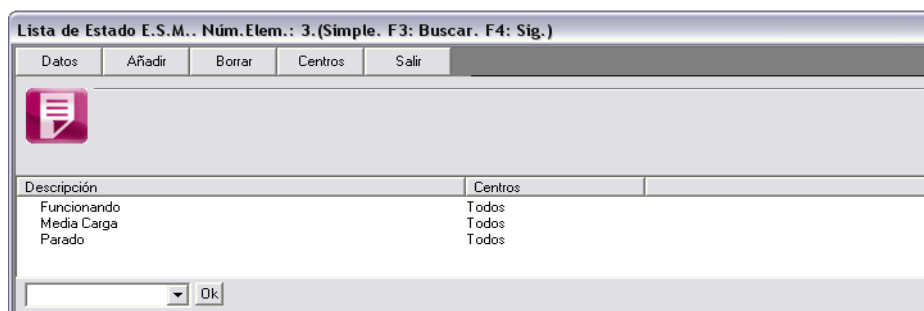 Lista de Estado E.S.M.. Núm.Elem.: 3.(Simple. F3: Buscar. F4: Sig.)
Datos Añadir Borrar Centros Salir
Descripción Centros
Funcionando Todos
Media Carga Todos
Parado Todos
Ok